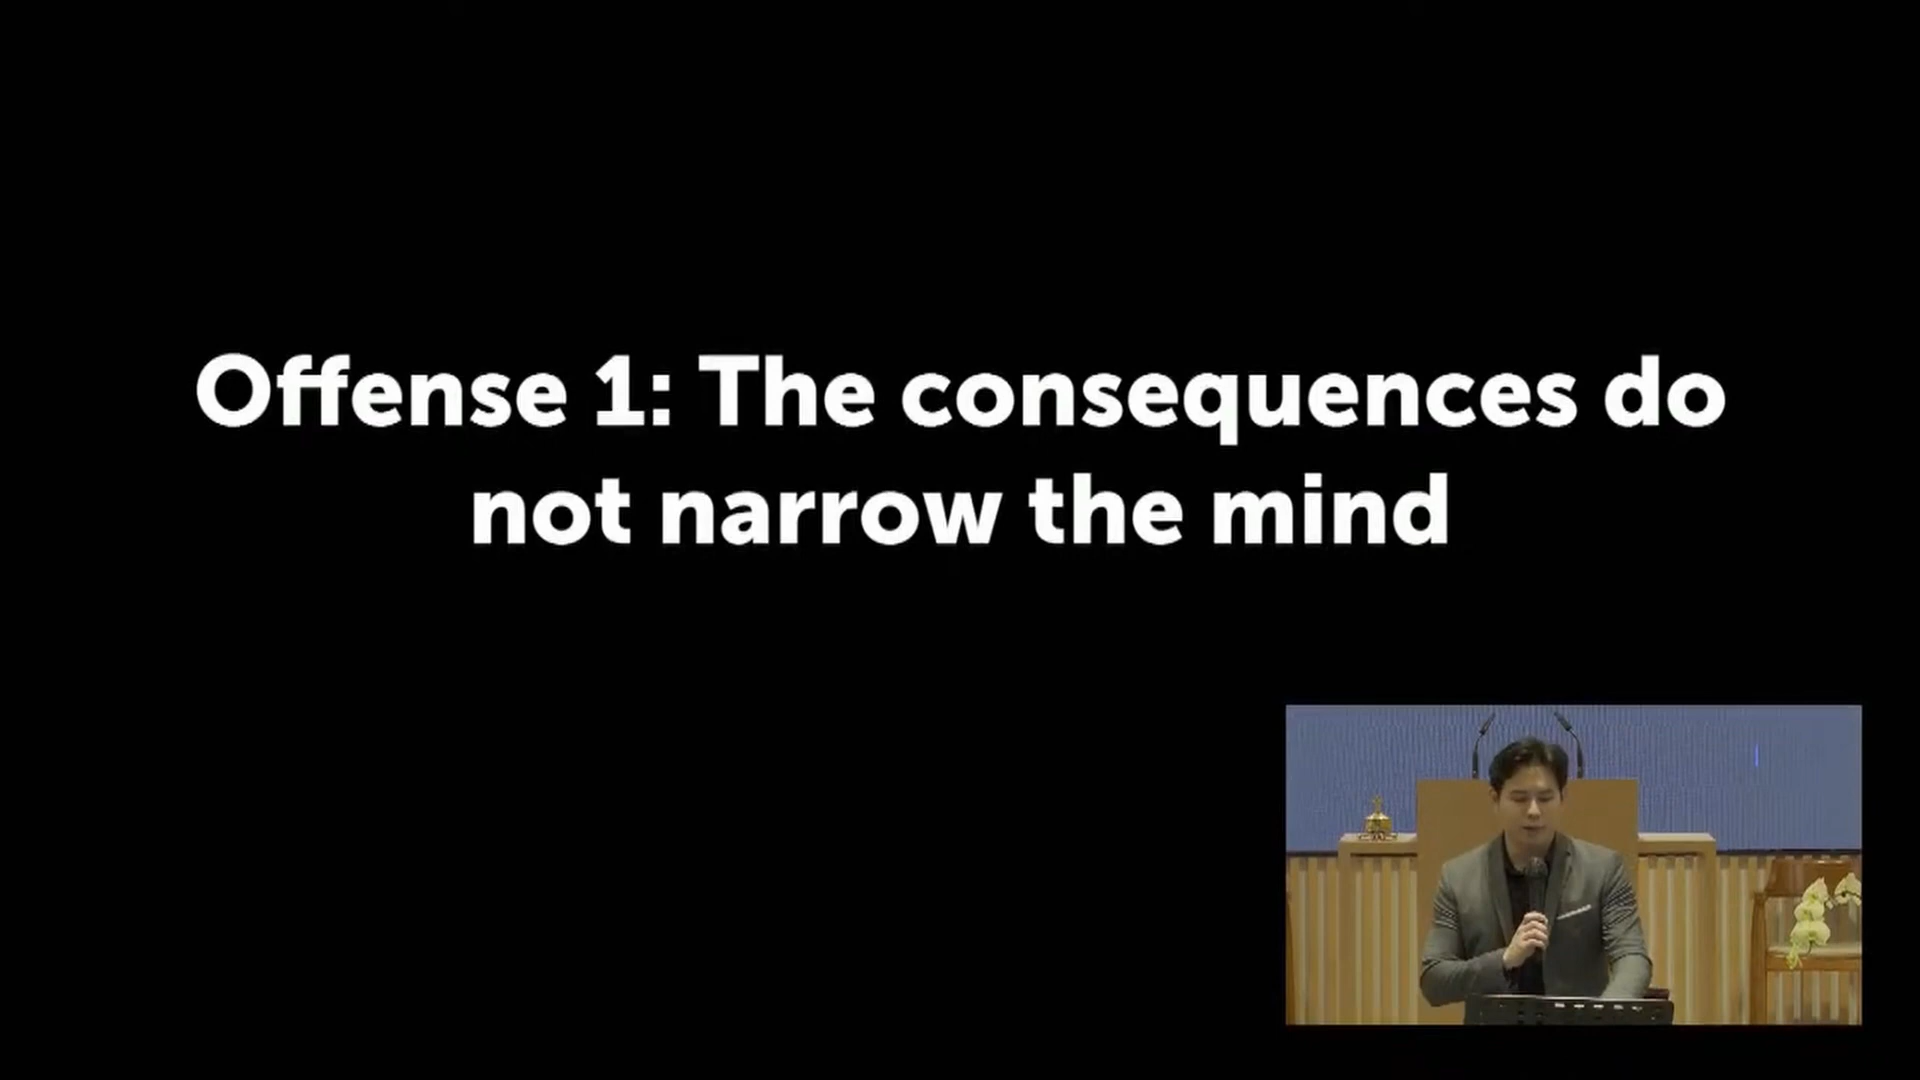 Offense 1: The consequences do
not narrow the mind